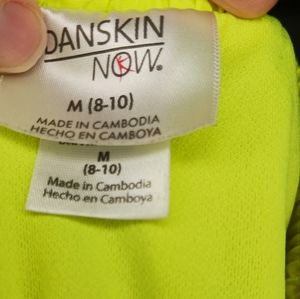 DANSKIN
NOW®
M (8-10)
MADE IN CAMBODIA
HECHO EN CAMBOYA
M
(8-10)
Made in Cambodia
Hecho en Camboya